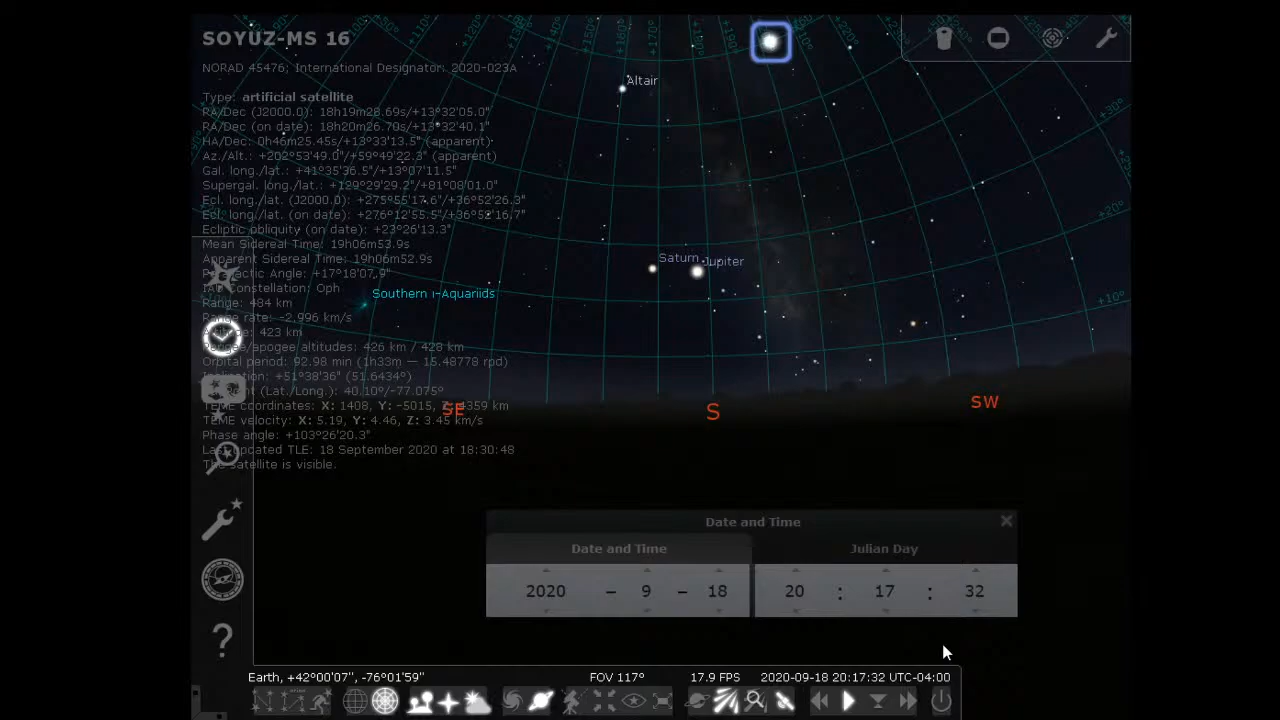 SOYUZ-MS 16
NORAD 45476; International Designator: 2020-023A
Type: artificial satellite
RA/Dec (J2000.0): 18h19m28.69s/+13°32'05.0"
RA/Dec (on date): 18h20m26.70s/+13°32'40.1"
HA/Dec: 0h46m25.45s/+13°33'13.5" (apparent)
Az./Alt.: +202°53'49.0"/+59°49'22.3" (apparent)
Gal. long./lat.: +41°35'36.5"/+13°07'11.5"
Supergal. long./lat.: +129°29'29.2"/+81°08'01.0"
Ecl. long./lat. (J2000.0): +275°55'17.6"/+36°52'26.3"
Ecl. long./lat. (on date): +276°12'55.5"/+36°52'16.7"
Ecliptic obliquity (on date): +23°26'13.3"
Mean Sidereal Time: 19h06m53.9s
Apparent Sidereal Time: 19h06m52.9s
Parallactic Angle: +17°18'07.9"
IAU Constellation: Oph
Range: 484 km
Range rate: -2.996 km/s
Altitude: 423 km
Perigee/apogee altitudes: 426 km / 428 km
Orbital period: 92.98 min (1h33m — 15.48778 rpd)
Inclination: +51°38'36" (51.6434°)
Point (Lat./Long.): 40.10°/-77.075°
TEME coordinates: X: 1408, Y: -5015, Z: 4359 km
TEME velocity: X: 5.19, Y: 4.46, Z: 3.45 km/s
Phase angle: +103°26'20.3"
Last updated TLE: 18 September 2020 at 18:30:48
The satellite is visible.
+150°
+160°
+170°
+180°
+190°
+20°
+30°
+20°
+10°
Altair
Saturn
Jupiter
Southern ι-Aquariids
SE
S
SW
Date and Time
Date and Time
Julian Day
2020 - 9 - 18
20 : 17 : 32
Earth, +42°00'07", -76°01'59"
FOV 117°
17.9 FPS
2020-09-18 20:17:32 UTC-04:00
?